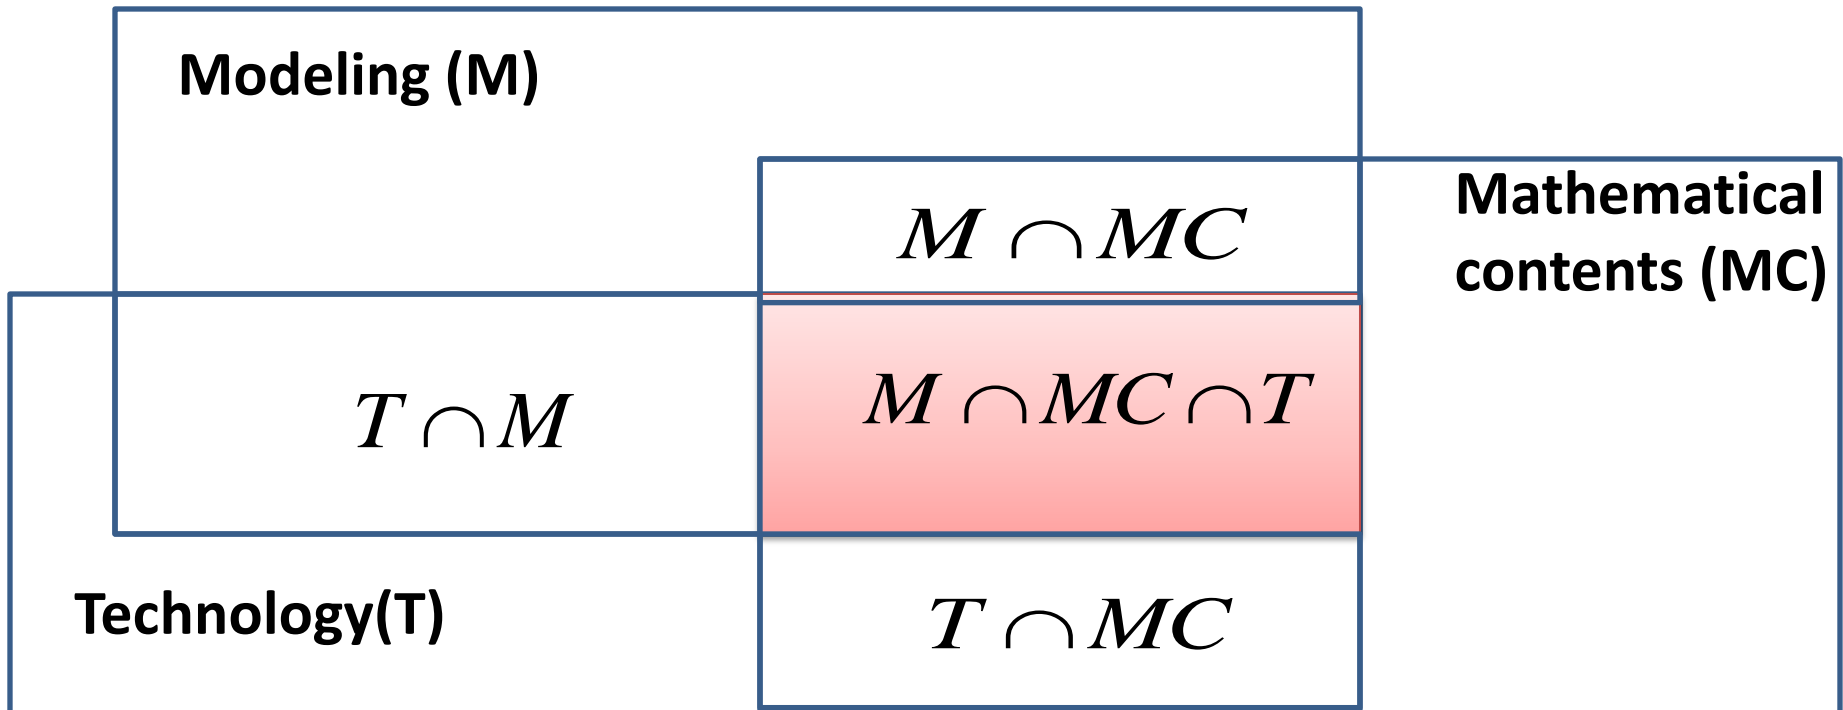 Modeling (M)
Mathematical
contents (MC)
M ∩ MC
T ∩ M
M ∩ MC ∩ T
Technology(T)
T ∩ MC